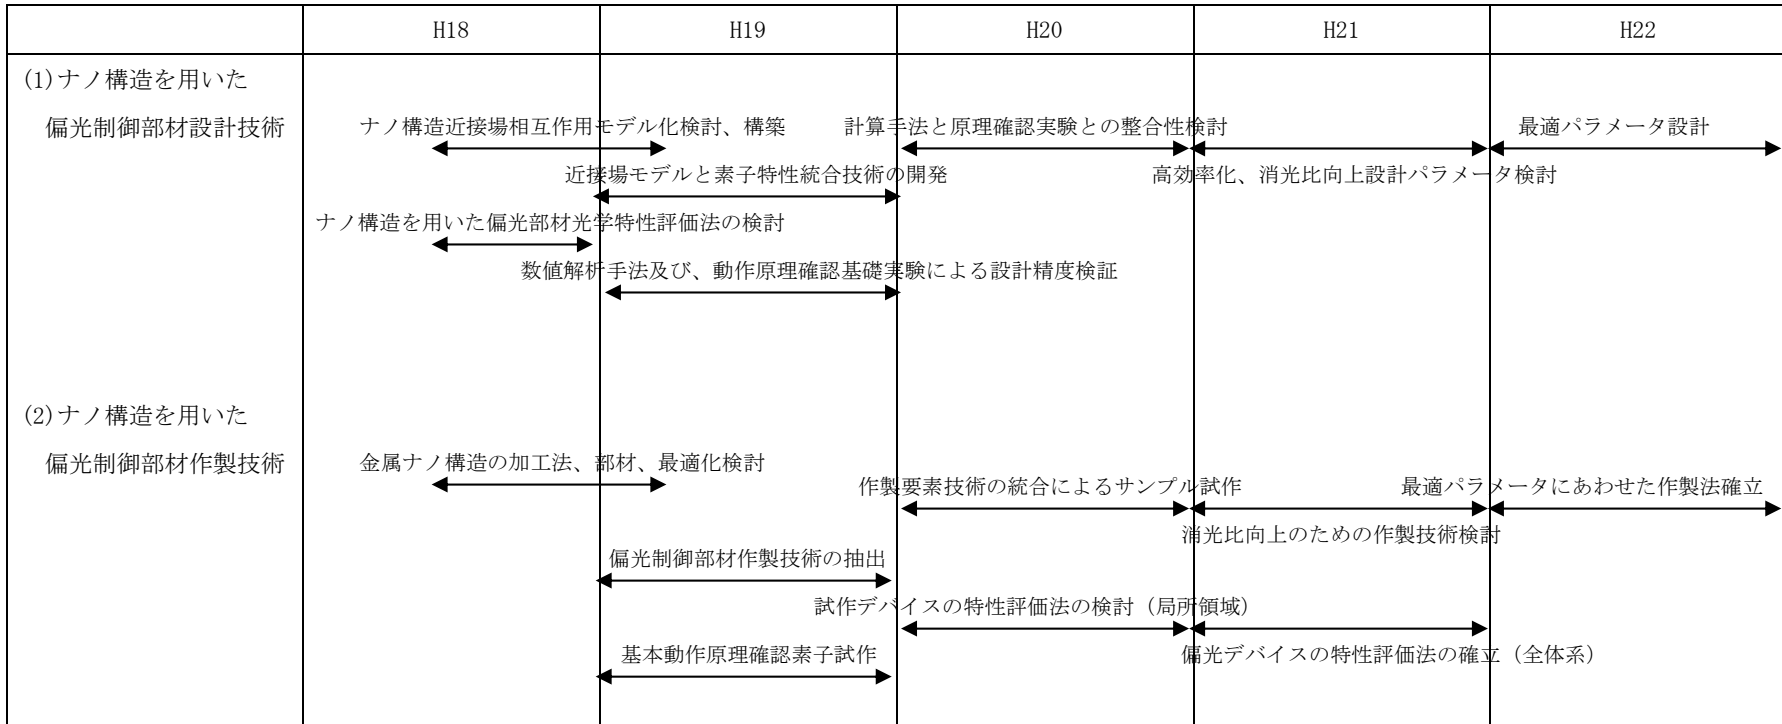 H18
H19
H20
H21
H22
(1)ナノ構造を用いた
偏光制御部材設計技術
ナノ構造近接場相互作用モデル化検討、構築
計算手法と原理確認実験との整合性検討
最適パラメータ設計
近接場モデルと素子特性統合技術の開発
高効率化、消光比向上設計パラメータ検討
ナノ構造を用いた偏光部材光学特性評価法の検討
数値解析手法及び、動作原理確認基礎実験による設計精度検証
(2)ナノ構造を用いた
偏光制御部材作製技術
金属ナノ構造の加工法、部材、最適化検討
作製要素技術の統合によるサンプル試作
最適パラメータにあわせた作製法確立
消光比向上のための作製技術検討
偏光制御部材作製技術の抽出
試作デバイスの特性評価法の検討（局所領域）
基本動作原理確認素子試作
偏光デバイスの特性評価法の確立（全体系）